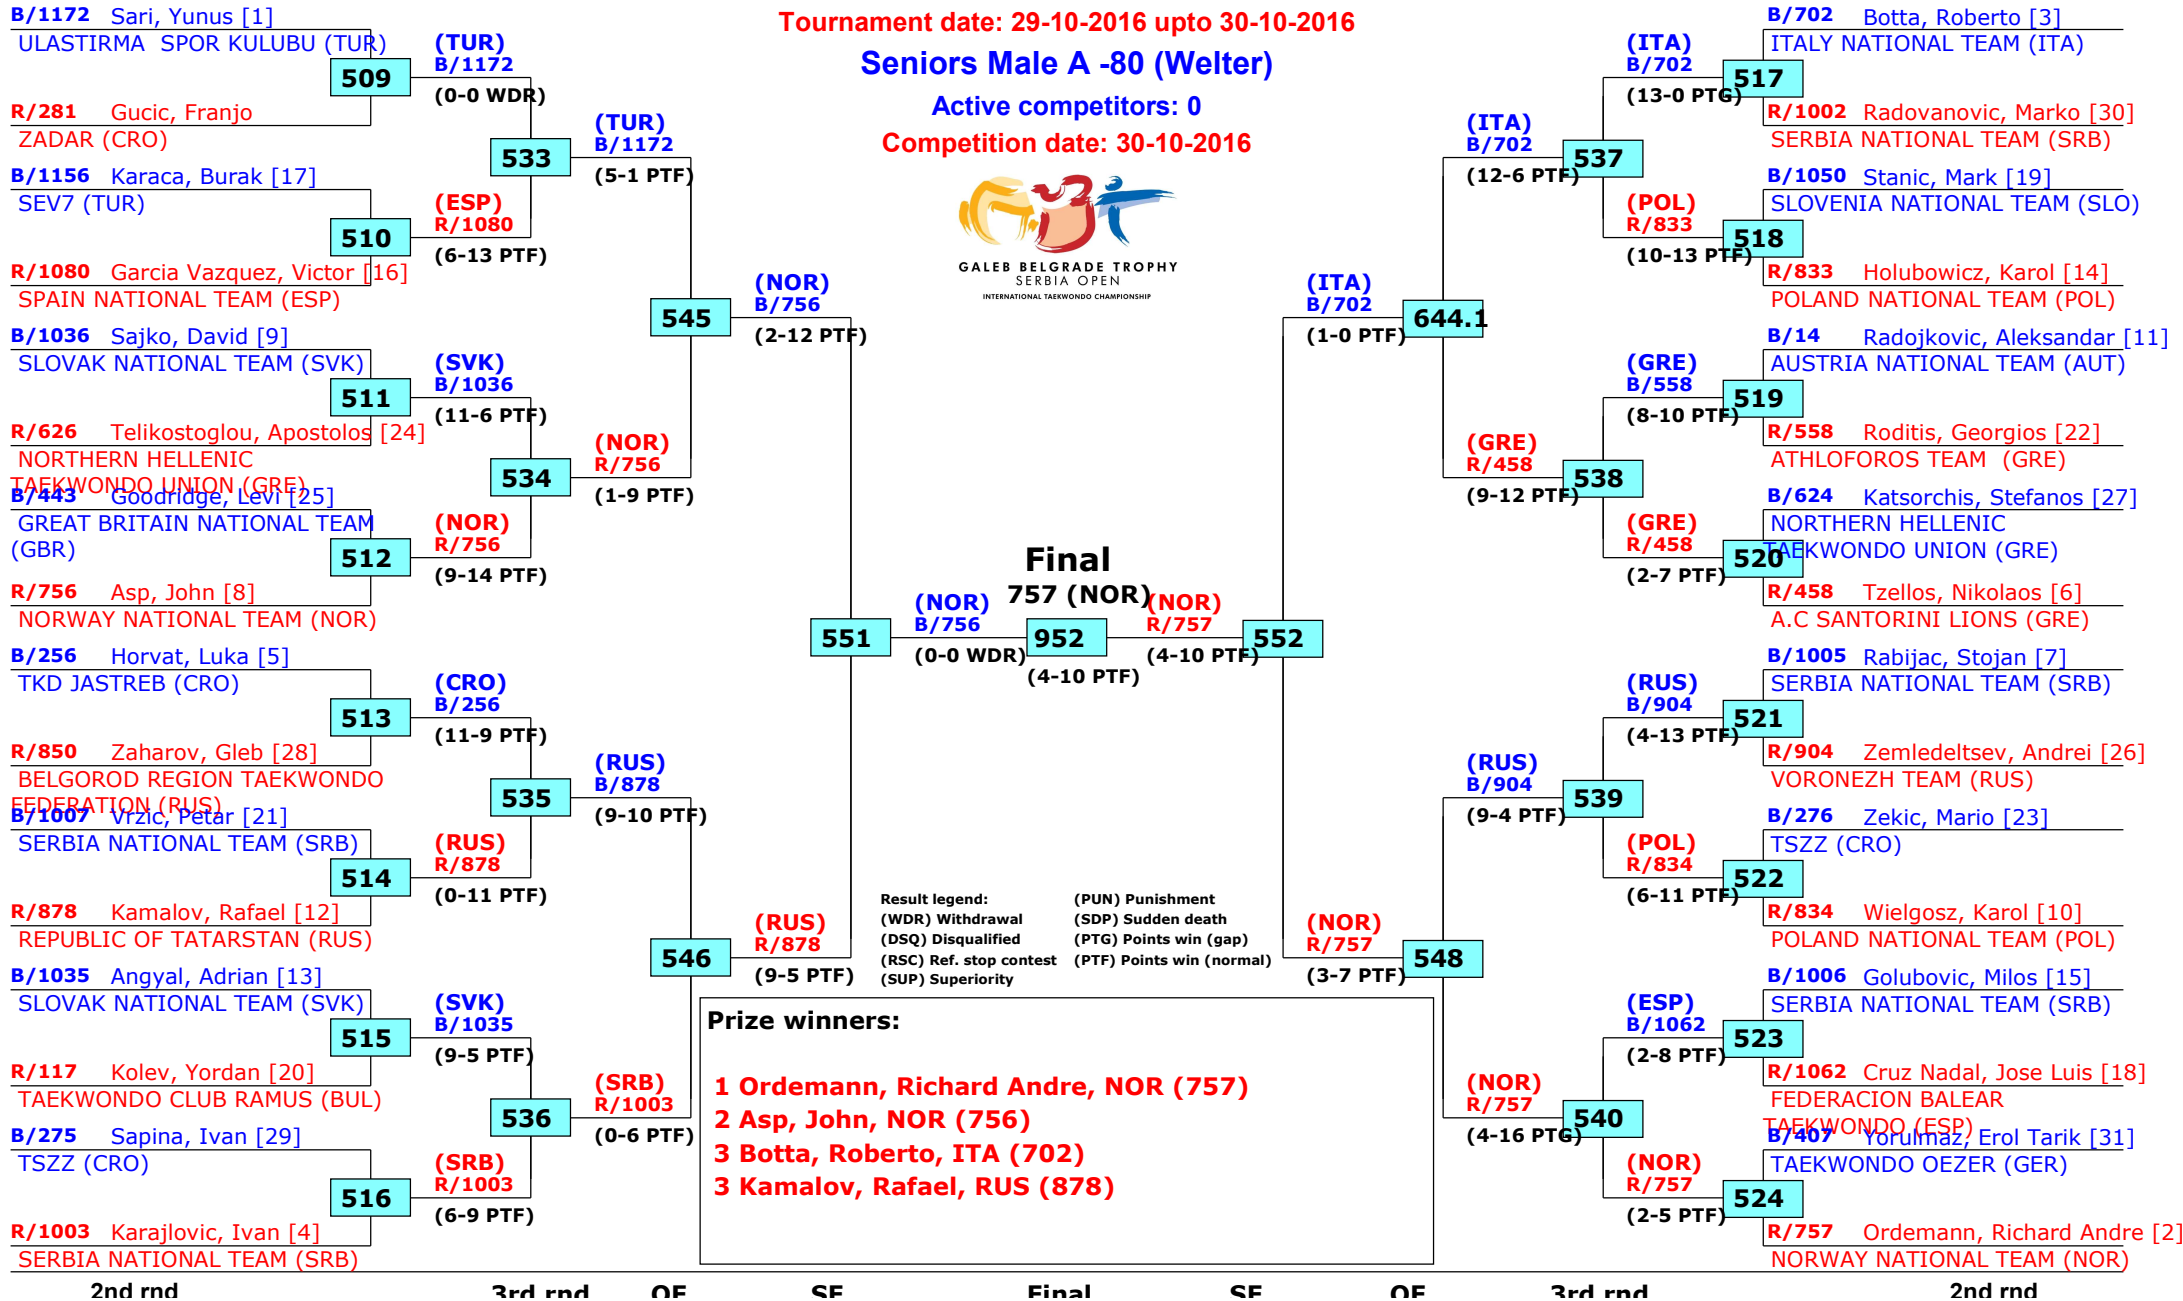 Tournament date: 29-10-2016 upto 30-10-2016
Seniors Male A -80 (Welter)
Active competitors: 0
Competition date: 30-10-2016
GALEB BELGRADE TROPHY
SERBIA OPEN
INTERNATIONAL TAEKWONDO CHAMPIONSHIP
B/1172 Sari, Yunus [1]
ULASTIRMA SPOR KULUBU (TUR)
509
R/281 Gucic, Franjo
ZADAR (CRO)
B/1156 Karaca, Burak [17]
SEV7 (TUR)
510
R/1080 Garcia Vazquez, Victor [16]
SPAIN NATIONAL TEAM (ESP)
B/1036 Sajko, David [9]
SLOVAK NATIONAL TEAM (SVK)
511
R/626 Telikostoglou, Apostolos [24]
NORTHERN HELLENIC
TAEKWONDO UNION (GRE)
B/443 Goodridge, Levi [25]
GREAT BRITAIN NATIONAL TEAM
(GBR)
512
R/756 Asp, John [8]
NORWAY NATIONAL TEAM (NOR)
B/256 Horvat, Luka [5]
TKD JASTREB (CRO)
513
R/850 Zaharov, Gleb [28]
BELGOROD REGION TAEKWONDO
FEDERATION (RUS)
B/1007 Vrzic, Petar [21]
SERBIA NATIONAL TEAM (SRB)
514
R/878 Kamalov, Rafael [12]
REPUBLIC OF TATARSTAN (RUS)
B/1035 Angyal, Adrian [13]
SLOVAK NATIONAL TEAM (SVK)
515
R/117 Kolev, Yordan [20]
TAEKWONDO CLUB RAMUS (BUL)
B/275 Sapina, Ivan [29]
TSZZ (CRO)
516
R/1003 Karajlovic, Ivan [4]
SERBIA NATIONAL TEAM (SRB)
(TUR)
B/1172
(0-0 WDR)
533
(ESP)
R/1080
(6-13 PTF)
(SVK)
B/1036
(11-6 PTF)
534
(NOR)
R/756
(9-14 PTF)
(CRO)
B/256
(11-9 PTF)
535
(RUS)
R/878
(0-11 PTF)
(SVK)
B/1035
(9-5 PTF)
536
(SRB)
R/1003
(6-9 PTF)
(TUR)
B/1172
(5-1 PTF)
545
(NOR)
R/756
(1-9 PTF)
(RUS)
B/878
(9-10 PTF)
546
(SRB)
R/1003
(0-6 PTF)
(NOR)
B/756
(2-12 PTF)
551
(RUS)
R/878
(9-5 PTF)
(NOR)
B/756
(0-0 WDR)
Final
757 (NOR)
952
(4-10 PTF)
(NOR)
R/757
(4-10 PTF)
552
(ITA)
B/702
(1-0 PTF)
644.1
(NOR)
R/757
(3-7 PTF)
548
(ITA)
B/702
(12-6 PTF)
537
(GRE)
R/458
(9-12 PTF)
538
(RUS)
B/904
(9-4 PTF)
539
(NOR)
R/757
(4-16 PTG)
540
(ITA)
B/702
(13-0 PTG)
517
(POL)
R/833
(10-13 PTF)
518
(GRE)
B/558
(8-10 PTF)
519
(GRE)
R/458
(2-7 PTF)
520
(RUS)
B/904
(4-13 PTF)
521
(POL)
R/834
(6-11 PTF)
522
(ESP)
B/1062
(2-8 PTF)
523
(NOR)
R/757
(2-5 PTF)
524
B/702 Botta, Roberto [3]
ITALY NATIONAL TEAM (ITA)
R/1002 Radovanovic, Marko [30]
SERBIA NATIONAL TEAM (SRB)
B/1050 Stanic, Mark [19]
SLOVENIA NATIONAL TEAM (SLO)
R/833 Holubowicz, Karol [14]
POLAND NATIONAL TEAM (POL)
B/14 Radojkovic, Aleksandar [11]
AUSTRIA NATIONAL TEAM (AUT)
R/558 Roditis, Georgios [22]
ATHLOFOROS TEAM (GRE)
B/624 Katsorchis, Stefanos [27]
NORTHERN HELLENIC
TAEKWONDO UNION (GRE)
R/458 Tzellos, Nikolaos [6]
A.C SANTORINI LIONS (GRE)
B/1005 Rabijac, Stojan [7]
SERBIA NATIONAL TEAM (SRB)
R/904 Zemledeltsev, Andrei [26]
VORONEZH TEAM (RUS)
B/276 Zekic, Mario [23]
TSZZ (CRO)
R/834 Wielgosz, Karol [10]
POLAND NATIONAL TEAM (POL)
B/1006 Golubovic, Milos [15]
SERBIA NATIONAL TEAM (SRB)
R/1062 Cruz Nadal, Jose Luis [18]
FEDERACION BALEAR
TAEKWONDO (ESP)
B/407 Yorulmaz, Erol Tarik [31]
TAEKWONDO OEZER (GER)
R/757 Ordemann, Richard Andre [2]
NORWAY NATIONAL TEAM (NOR)
Result legend:
(WDR) Withdrawal
(DSQ) Disqualified
(RSC) Ref. stop contest
(SUP) Superiority
(PUN) Punishment
(SDP) Sudden death
(PTG) Points win (gap)
(PTF) Points win (normal)
Prize winners:
1 Ordemann, Richard Andre, NOR (757)
2 Asp, John, NOR (756)
3 Botta, Roberto, ITA (702)
3 Kamalov, Rafael, RUS (878)
2nd rnd 3rd rnd QF SF Final SF QF 3rd rnd 2nd rnd